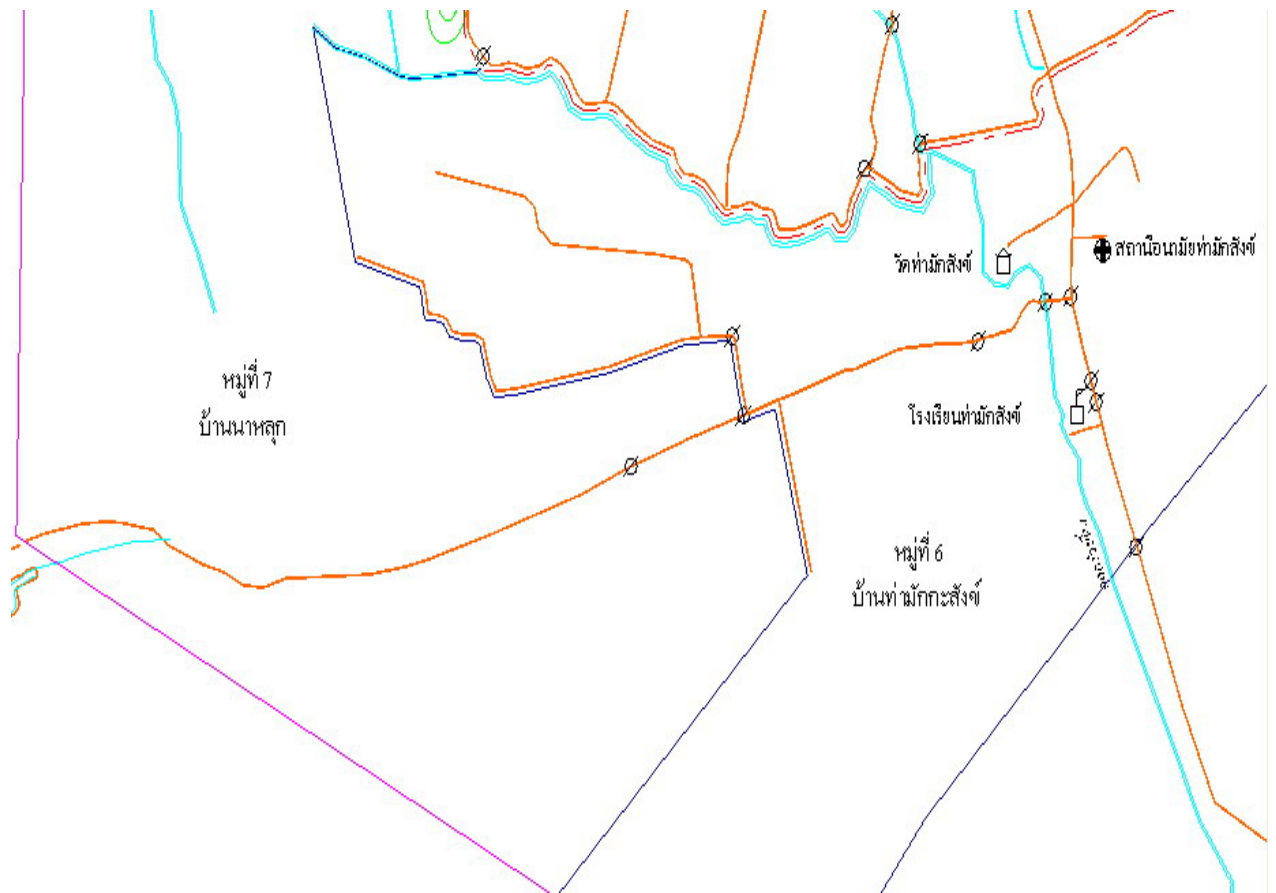 วัดท่ามักสังข์
สถานีอนามัยท่ามักสังข์
หมู่ที่ 7
บ้านนาหลุก
โรงเรียนท่ามักสังข์
หมู่ที่ 6
บ้านท่ามักกะสังข์